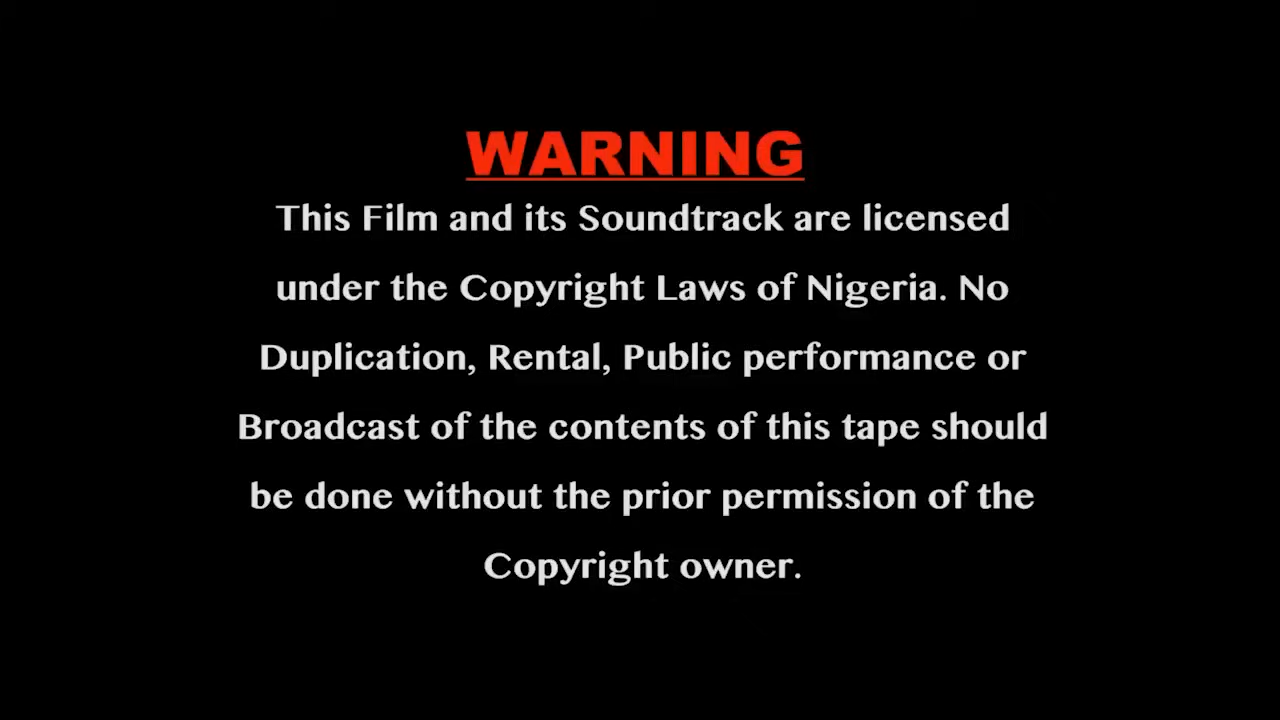 WARNING
This Film and its Soundtrack are licensed
under the Copyright Laws of Nigeria. No
Duplication, Rental, Public performance or
Broadcast of the contents of this tape should
be done without the prior permission of the
Copyright owner.